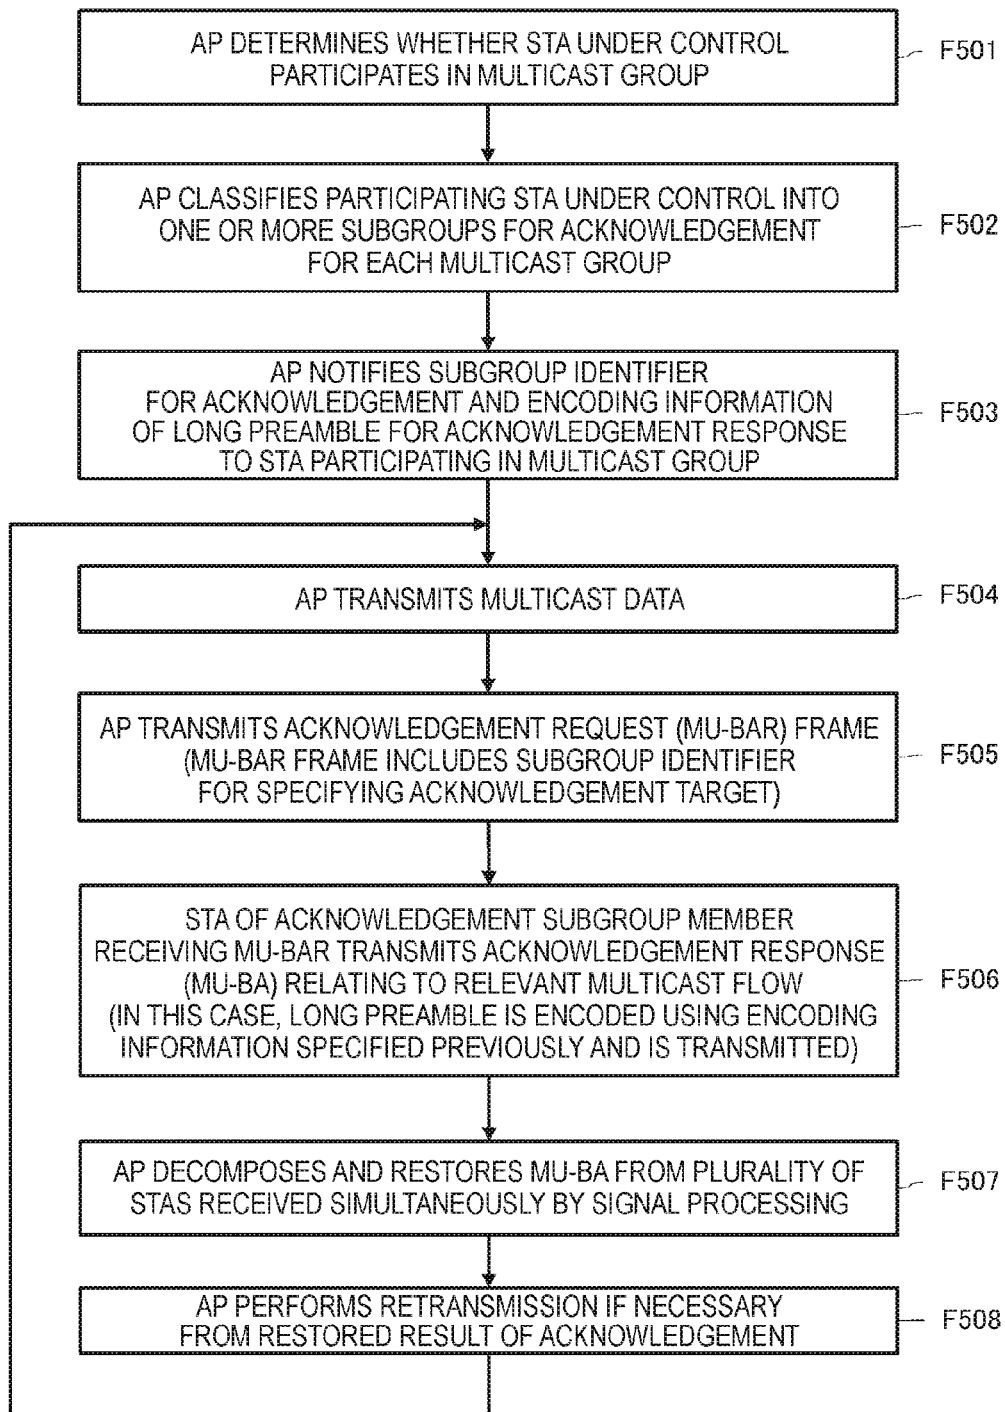 AP DETERMINES WHETHER STA UNDER CONTROL
PARTICIPATES IN MULTICAST GROUP
F501
AP CLASSIFIES PARTICIPATING STA UNDER CONTROL INTO
ONE OR MORE SUBGROUPS FOR ACKNOWLEDGEMENT
FOR EACH MULTICAST GROUP
F502
AP NOTIFIES SUBGROUP IDENTIFIER
FOR ACKNOWLEDGEMENT AND ENCODING INFORMATION
OF LONG PREAMBLE FOR ACKNOWLEDGEMENT RESPONSE
TO STA PARTICIPATING IN MULTICAST GROUP
F503
AP TRANSMITS MULTICAST DATA
F504
AP TRANSMITS ACKNOWLEDGEMENT REQUEST (MU-BAR) FRAME
(MU-BAR FRAME INCLUDES SUBGROUP IDENTIFIER
FOR SPECIFYING ACKNOWLEDGEMENT TARGET)
F505
STA OF ACKNOWLEDGEMENT SUBGROUP MEMBER
RECEIVING MU-BAR TRANSMITS ACKNOWLEDGEMENT RESPONSE
(MU-BA) RELATING TO RELEVANT MULTICAST FLOW
(IN THIS CASE, LONG PREAMBLE IS ENCODED USING ENCODING
INFORMATION SPECIFIED PREVIOUSLY AND IS TRANSMITTED)
F506
AP DECOMPOSES AND RESTORES MU-BA FROM PLURALITY OF
STAS RECEIVED SIMULTANEOUSLY BY SIGNAL PROCESSING
F507
AP PERFORMS RETRANSMISSION IF NECESSARY
FROM RESTORED RESULT OF ACKNOWLEDGEMENT
F508